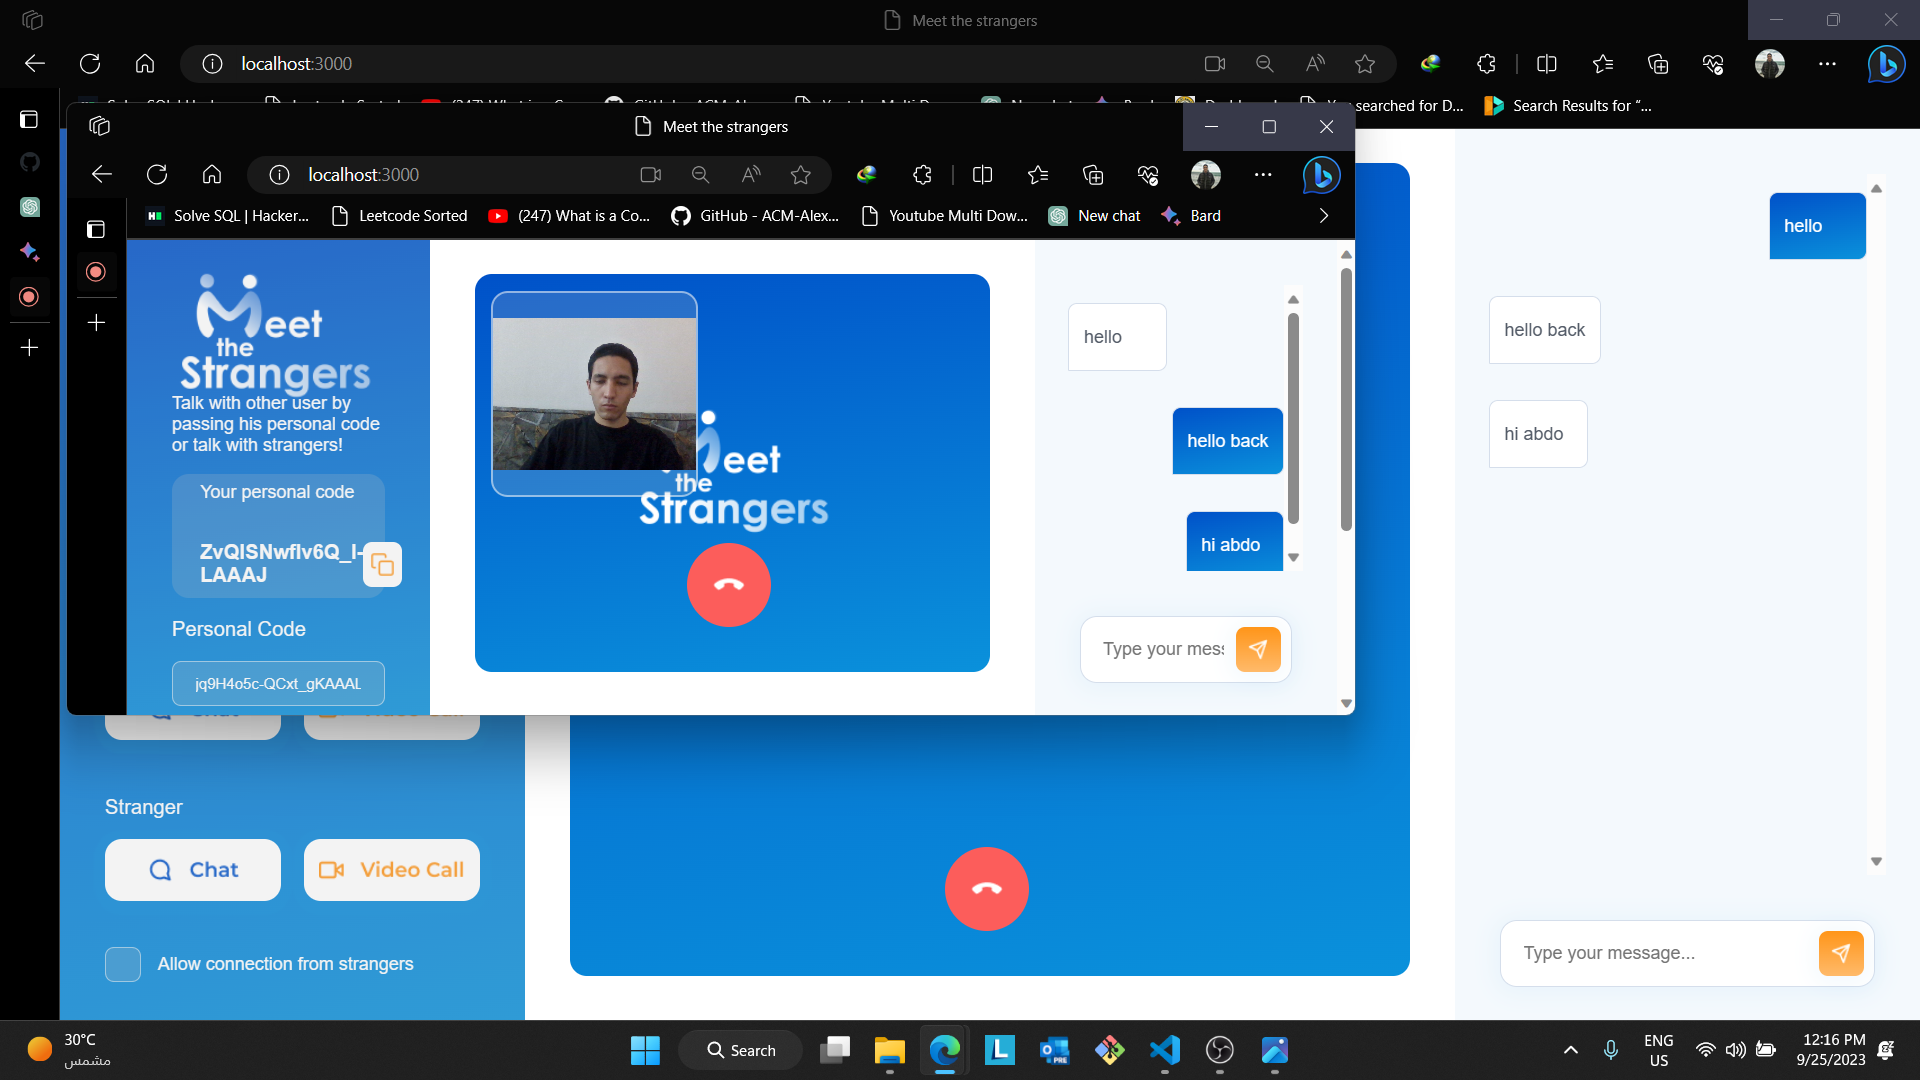 Meet the strangers
localhost:3000
searched for D...
Search Results for “...
Meet the strangers
localhost:3000
Solve SQL | Hacker...
Leetcode Sorted
(247) What is a Co...
GitHub - ACM-Alex...
Youtube Multi Dow...
New chat
Bard
Meet
the
Strangers
Talk with other user by
passing his personal code
or talk with strangers!
Your personal code
ZvQlSNwflv6Q_l-
LAAAJ
Personal Code
jq9H4o5c-QCxt_gKAAAL
eet
the
Strangers
hello
hello back
hi abdo
Type your mess
hello
hello back
hi abdo
Type your message...
Stranger
Chat
Video Call
Allow connection from strangers
30°C
مشمس
Search
ENG
US
12:16 PM
9/25/2023